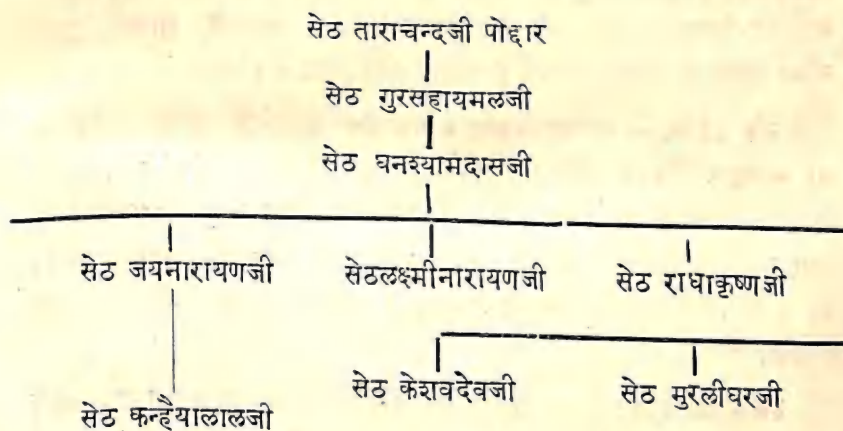 सेठ ताराचन्दजी पोद्दार
सेठ गुरसहायमलजी
सेठ घनश्यामदासजी
सेठ जयनारायणजी सेठलक्ष्मीनारायणजी सेठ राधाकृष्णजी
सेठ केशवदेवजी सेठ मुरलीधरजी
सेठ कन्हैयालालजी